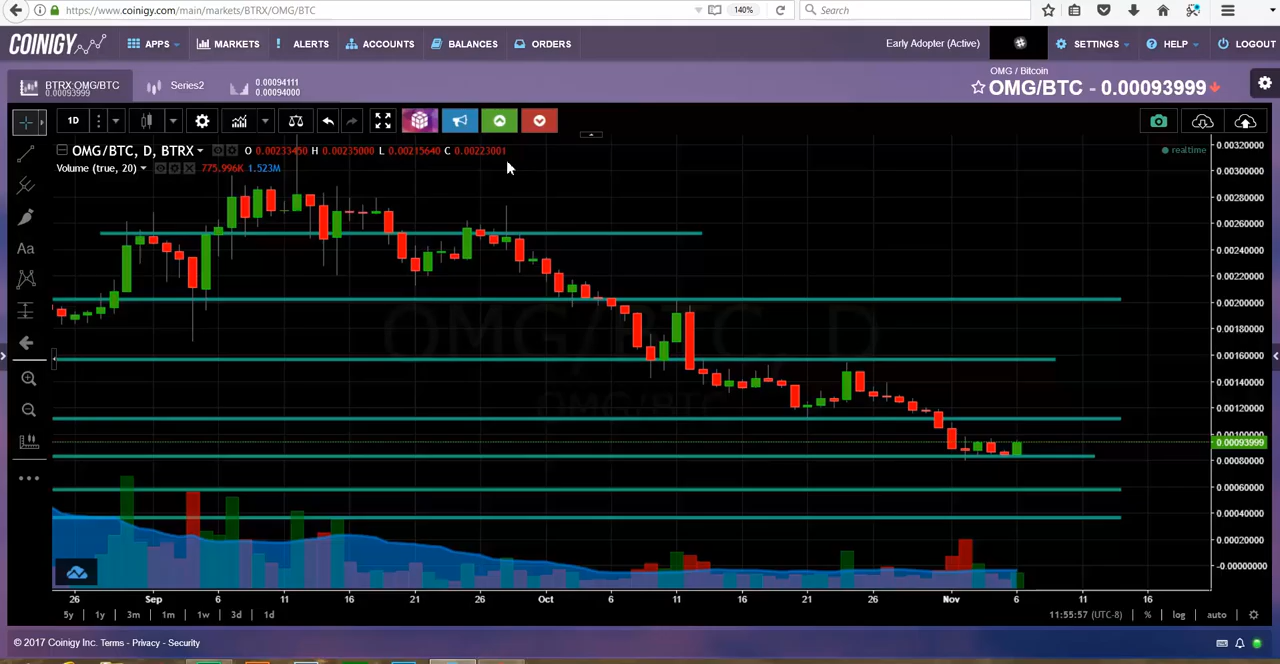 https://www.coinigy.com/main/markets/BTRX/OMG/BTC
140%
Search
COINIGY
APPS
MARKETS
! ALERTS
ACCOUNTS
BALANCES
ORDERS
Early Adopter (Active)
SETTINGS
HELP
LOGOUT
BTRX:OMG/BTC
0.00093999
Series2
0.00094111
0.00094000
OMG / Bitcoin
OMG/BTC - 0.00093999
1D
OMG/BTC, D, BTRX
O 0.00233450 H 0.00235000 L 0.00215640 C 0.00223001
realtime
Volume (true, 20)
775.996K 1.523M
Aa
OMG/BTC, D
OMG/BTC
0.00320000
0.00300000
0.00280000
0.00260000
0.00240000
0.00220000
0.00200000
0.00180000
0.00160000
0.00140000
0.00120000
0.00100000
0.00093999
0.00080000
0.00060000
0.00040000
0.00020000
-0.00000000
26 Sep 6 11 16 21 26 Oct 6 11 16 21 26 Nov 6 11 16
5y 1y 3m 1m 1w 3d 1d
11:55:57 (UTC-8) % log auto
© 2017 Coinigy Terms - Privacy - Security